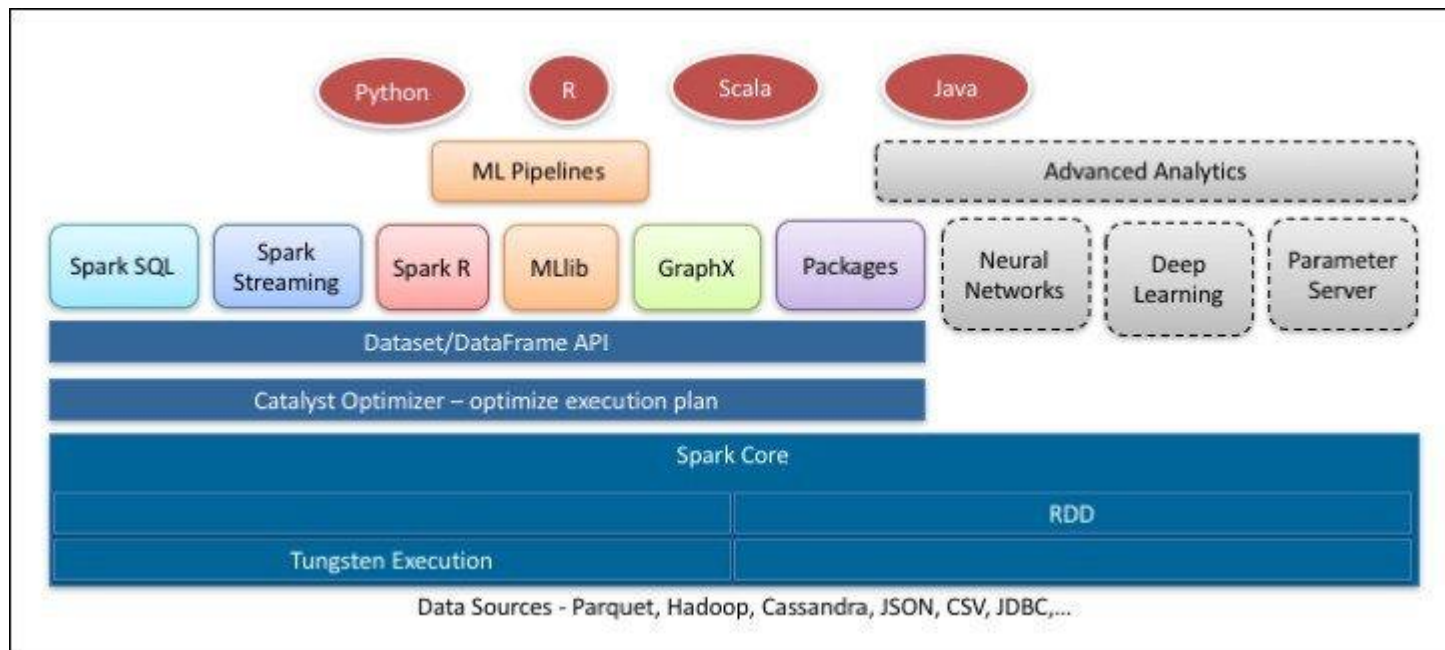 Python
R
Scala
Java
ML Pipelines
Advanced Analytics
Spark SQL
Spark
Streaming
Spark R
MLlib
GraphX
Packages
Neural
Networks
Deep
Learning
Parameter
Server
Dataset/DataFrame API
Catalyst Optimizer – optimize execution plan
Spark Core
RDD
Tungsten Execution
Data Sources - Parquet, Hadoop, Cassandra, JSON, CSV, JDBC,...